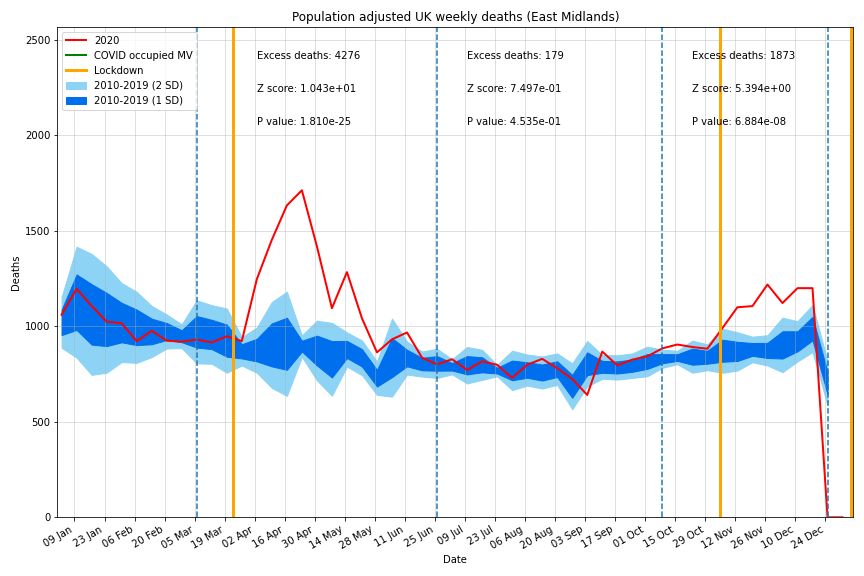 Population adjusted UK weekly deaths (East Midlands)
2020
COVID occupied MV
Lockdown
2010-2019 (2 SD)
2010-2019 (1 SD)
Excess deaths: 4276
Z score: 1.043e+01
P value: 1.810e-25
Excess deaths: 179
Z score: 7.497e-01
P value: 4.535e-01
Excess deaths: 1873
Z score: 5.394e+00
P value: 6.884e-08
Deaths
2500
2000
1500
1000
500
0
09 Jan
23 Jan
06 Feb
20 Feb
05 Mar
19 Mar
02 Apr
16 Apr
30 Apr
14 May
28 May
11 Jun
25 Jun
09 Jul
23 Jul
06 Aug
20 Aug
03 Sep
17 Sep
01 Oct
15 Oct
29 Oct
12 Nov
26 Nov
10 Dec
24 Dec
Date